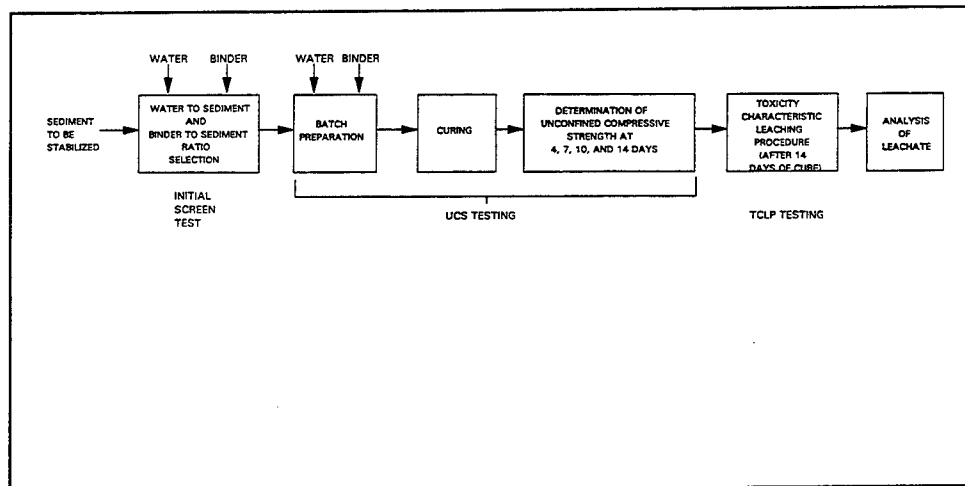 WATER BINDER WATER BINDER
SEDIMENT
TO BE
STABILIZED
WATER TO SEDIMENT
AND
BINDER TO SEDIMENT
RATIO
SELECTION
BATCH
PREPARATION
CURING
DETERMINATION OF
UNCONFINED COMPRESSIVE
STRENGTH AT
4, 7, 10, AND 14 DAYS
TOXICITY
CHARACTERISTIC
LEACHING
PROCEDURE
(AFTER 14
DAYS OF CURE)
ANALYSIS
OF
LEACHATE
INITIAL
SCREEN
TEST
UCS TESTING
TCLP TESTING